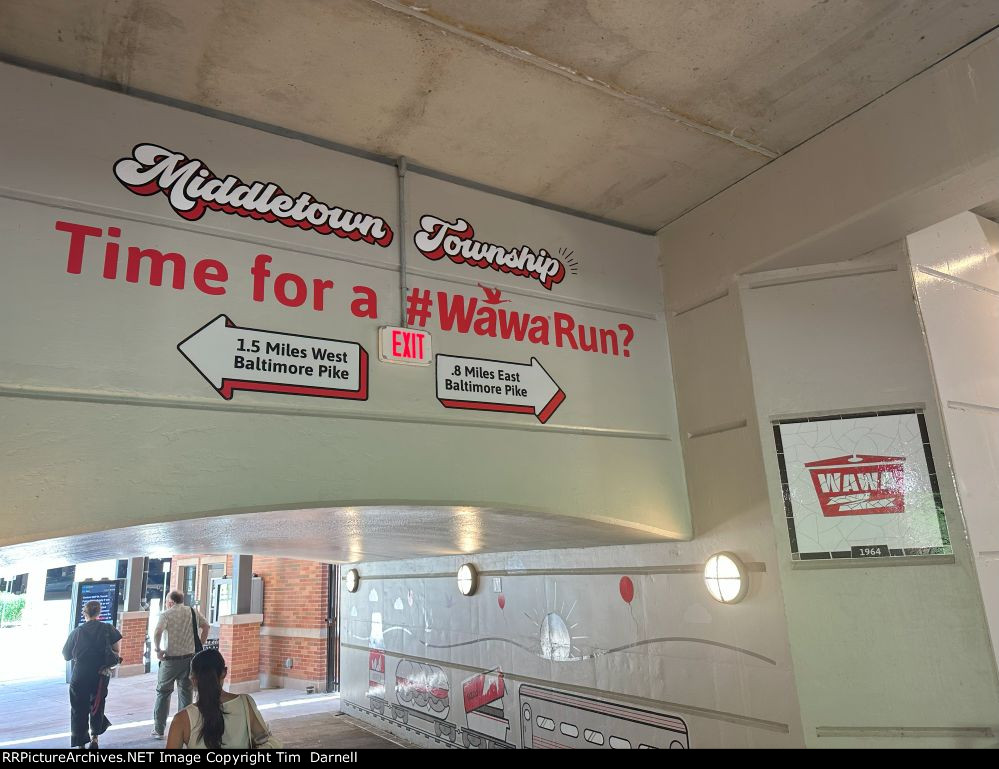 Middletown Township
Time for a #WawaRun?
EXIT
1.5 Miles West
Baltimore Pike
.8 Miles East
Baltimore Pike
WAWA
1964
RRPictureArchives.NET Image Copyright Tim Darnell